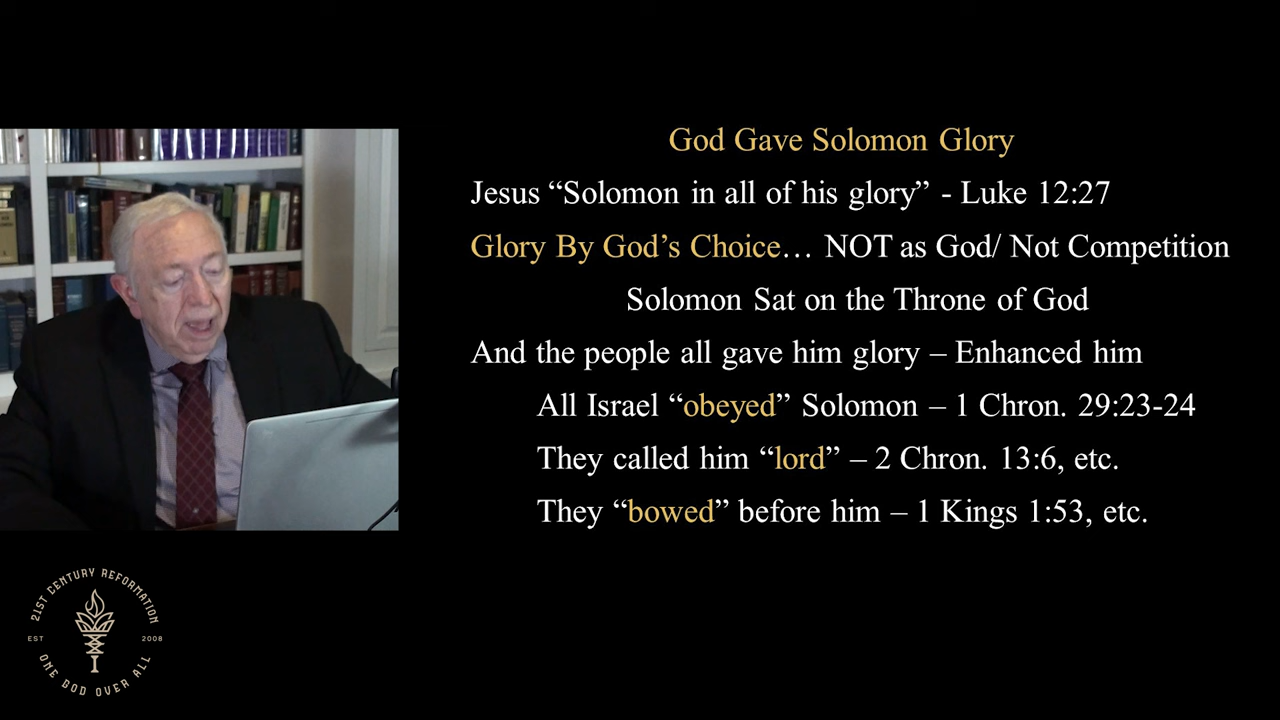 God Gave Solomon Glory
Jesus “Solomon in all of his glory” - Luke 12:27
Glory By God’s Choice… NOT as God/ Not Competition
Solomon Sat on the Throne of God
And the people all gave him glory – Enhanced him
All Israel “obeyed” Solomon – 1 Chron. 29:23-24
They called him “lord” – 2 Chron. 13:6, etc.
They “bowed” before him – 1 Kings 1:53, etc.
21ST CENTURY REFORMATION
EST 2008
ONE GOD OVER ALL